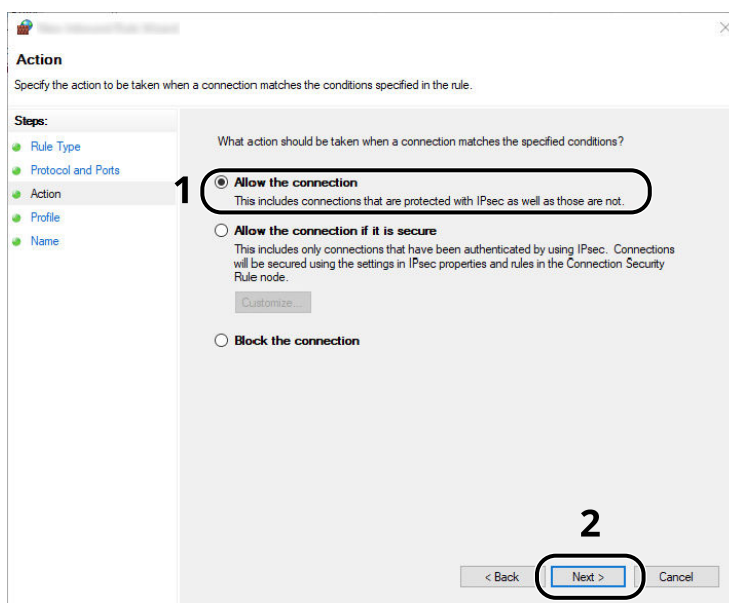 Action
Specify the action to be taken when a connection matches the conditions specified in the rule.
Steps:
Rule Type
Protocol and Ports
Action
Profile
Name
What action should be taken when a connection matches the specified conditions?
1
Allow the connection
This includes connections that are protected with IPsec as well as those are not.
Allow the connection if it is secure
This includes only connections that have been authenticated by using IPsec. Connections
will be secured using the settings in IPsec properties and rules in the Connection Security
Rule node.
Customize...
Block the connection
2
< Back
Next >
Cancel